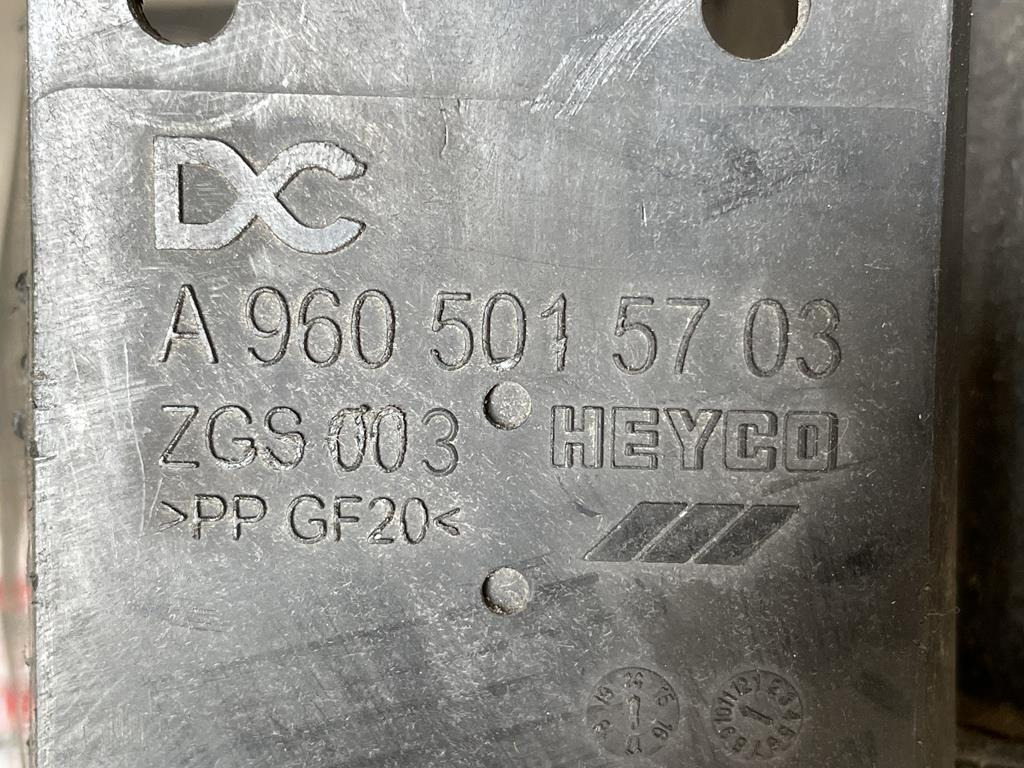 DC
A 960 501 57 03
ZGS 003
HEYCO
>PP GF20<